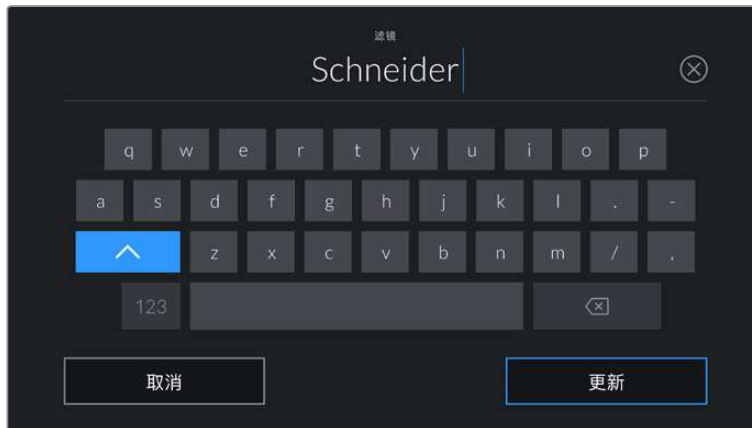 滤镜
Schneider
q w e r t y u i o p
a s d f g h j k l . -
z x c v b n m / ,
123
取消 更新